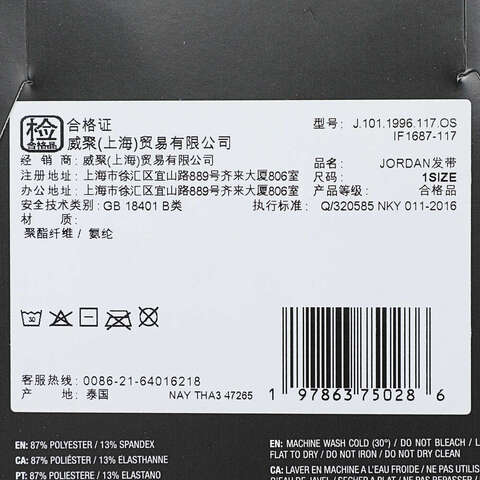 检 合格证
合格品 威聚(上海)贸易有限公司
型号: J.101.1996.117.OS
IF1687-117
经 销 商: 威聚(上海)贸易有限公司
品名: JORDAN发带
注册地址: 上海市徐汇区宜山路889号齐来大厦806室
尺码: 1SIZE
办公地址: 上海市徐汇区宜山路889号齐来大厦806室
产品等级: 合格品
安全技术类别: GB 18401 B类
执行标准: Q/320585 NKY 011-2016
材 质:
聚酯纤维 / 氨纶
30
客服热线: 0086-21-64016218
产 地: 泰国
NAY THA3 47265
1 97863 75028 6
EN: 87% POLYESTER / 13% SPANDEX
CA: 87% POLIÈSTER / 13% ÉLASTHANNE
PT: 87% POLIÉSTERE / 13% ELASTANO
EN: MACHINE WASH COLD (30°) / DO NOT BLEACH / L
FLAT TO DRY / DO NOT IRON / DO NOT DRY CLEAN
CA: LAVER EN MACHINE À L'EAU FROIDE / NE PAS